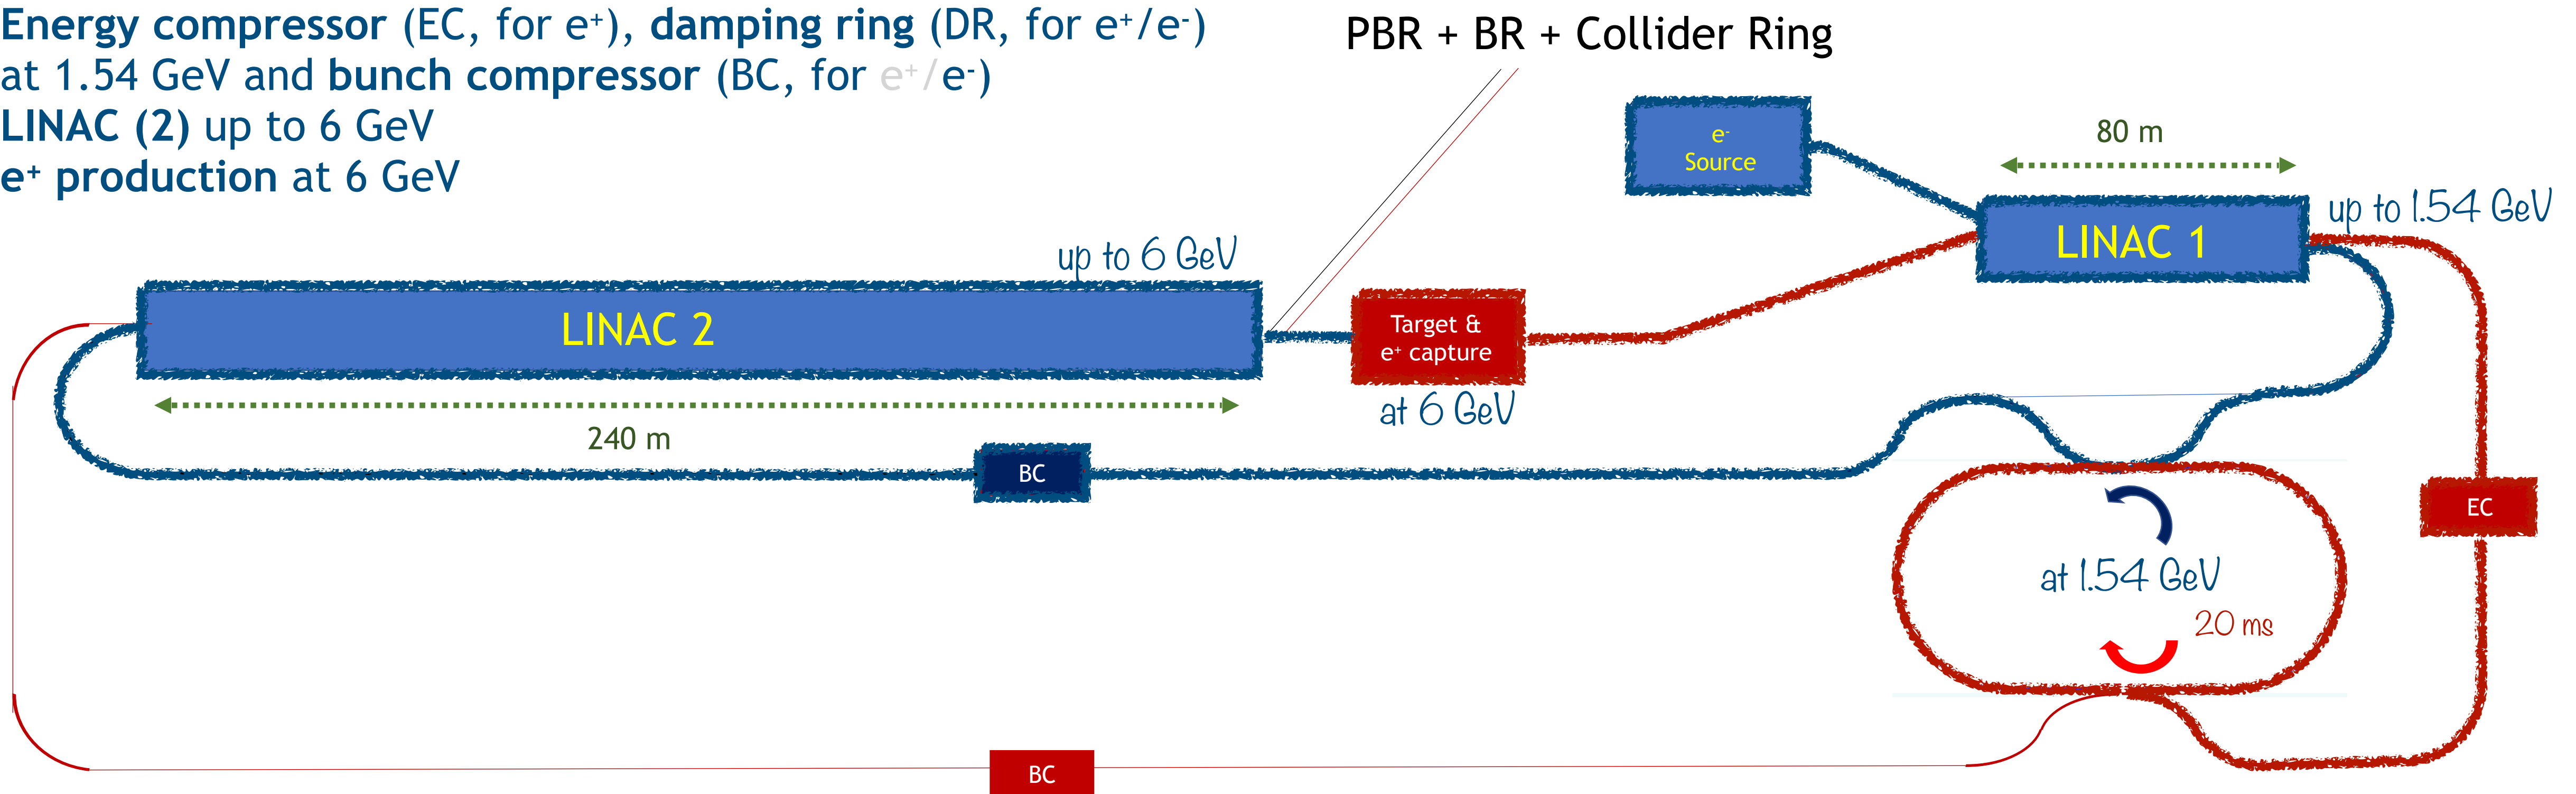 Energy compressor (EC, for e⁺), damping ring (DR, for e⁺/e⁻)
at 1.54 GeV and bunch compressor (BC, for e⁺/e⁻)
LINAC (2) up to 6 GeV
e⁺ production at 6 GeV
PBR + BR + Collider Ring
e⁻
Source
80 m
LINAC 1
up to 1.54 GeV
up to 6 GeV
LINAC 2
Target &
e⁺ capture
at 6 GeV
240 m
BC
EC
at 1.54 GeV
20 ms
BC